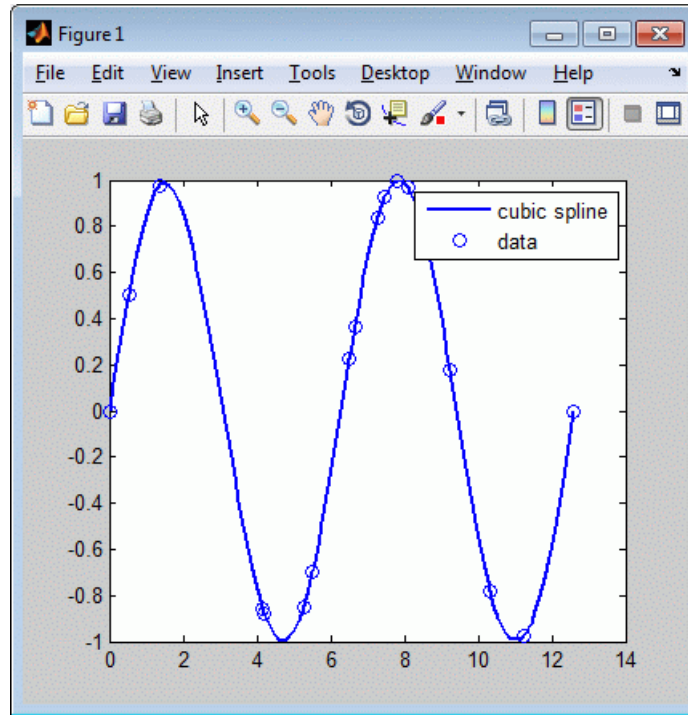 Figure 1
File Edit View Insert Tools Desktop Window Help
1
0.8
0.6
0.4
0.2
0
-0.2
-0.4
-0.6
-0.8
-1
0 2 4 6 8 10 12 14
cubic spline
data